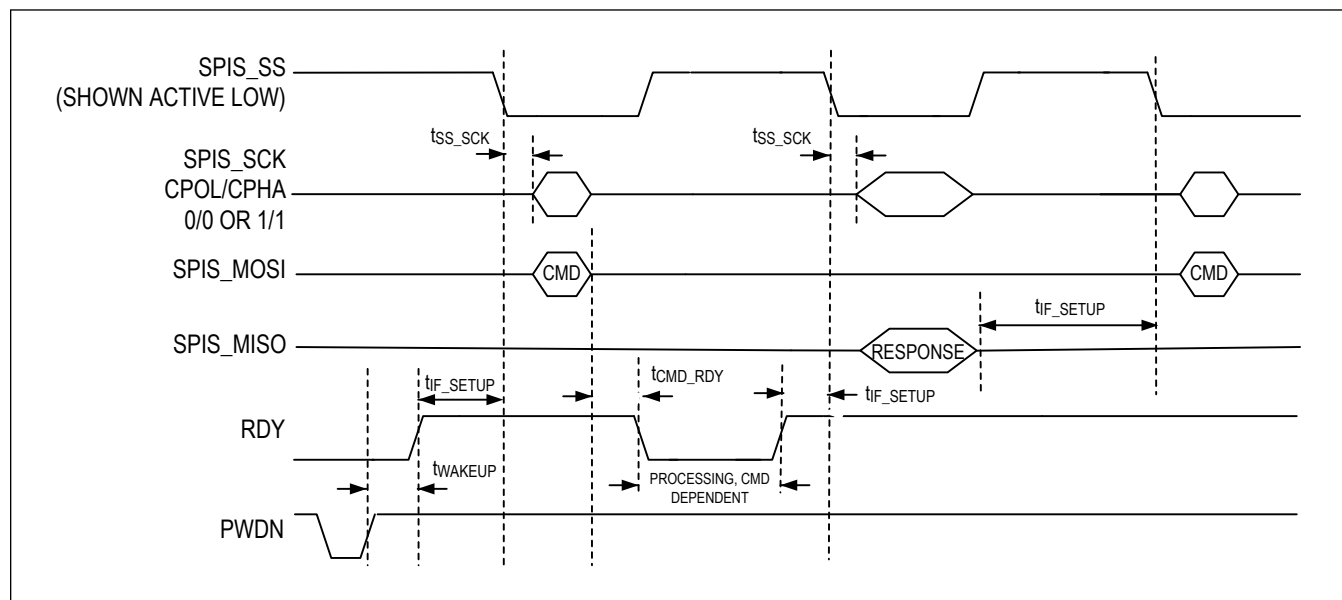 SPIS_SS
(SHOWN ACTIVE LOW)
tSS_SCK
tSS_SCK
SPIS_SCK
CPOL/CPHA
0/0 OR 1/1
SPIS_MOSI
CMD
CMD
tIF_SETUP
SPIS_MISO
RESPONSE
tCMD_RDY
tIF_SETUP
tIF_SETUP
RDY
tWAKEUP
PROCESSING, CMD
DEPENDENT
PWDN